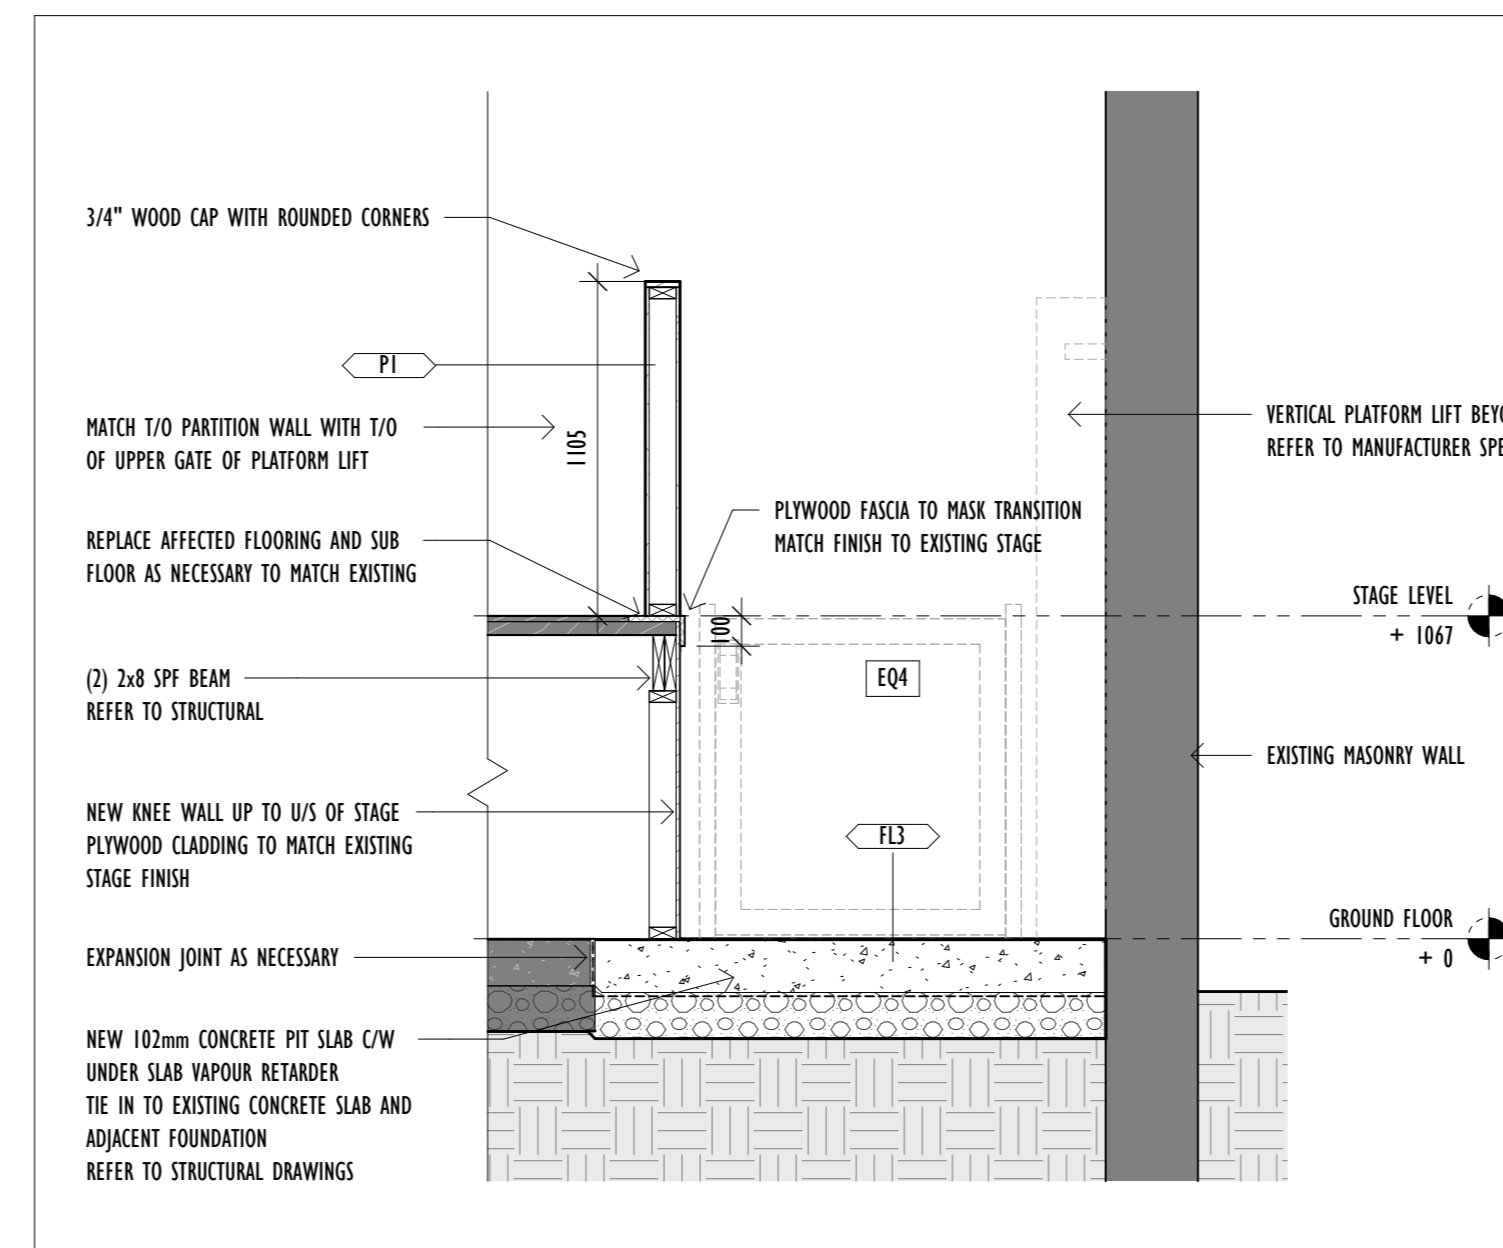 3/4" WOOD CAP WITH ROUNDED CORNERS
P1
MATCH T/O PARTITION WALL WITH T/O
OF UPPER GATE OF PLATFORM LIFT
1105
REPLACE AFFECTED FLOORING AND SUB
FLOOR AS NECESSARY TO MATCH EXISTING
(2) 2x8 SPF BEAM
REFER TO STRUCTURAL
NEW KNEE WALL UP TO U/S OF STAGE
PLYWOOD CLADDING TO MATCH EXISTING
STAGE FINISH
EXPANSION JOINT AS NECESSARY
NEW 102mm CONCRETE PIT SLAB C/W
UNDER SLAB VAPOUR RETARDER
TIE IN TO EXISTING CONCRETE SLAB AND
ADJACENT FOUNDATION
REFER TO STRUCTURAL DRAWINGS
PLYWOOD FASCIA TO MASK TRANSITION
MATCH FINISH TO EXISTING STAGE
100
EQ4
FL3
VERTICAL PLATFORM LIFT
REFER TO MANUFACTURER
STAGE LEVEL
+ 1067
EXISTING MASONRY WALL
GROUND FLOOR
+ 0